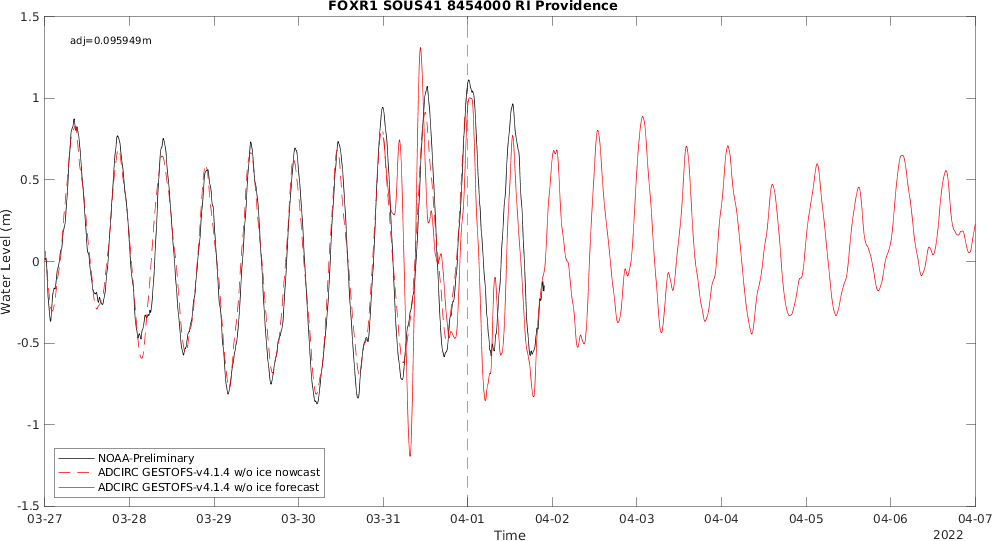 FOXR1 SOUS41 8454000 RI Providence
adj=0.095949m
1.5
1
0.5
0
-0.5
-1
-1.5
Water Level (m)
NOAA-Preliminary
ADCIRC GESTOFS-v4.1.4 w/o ice nowcast
ADCIRC GESTOFS-v4.1.4 w/o ice forecast
03-27 03-28 03-29 03-30 03-31 04-01 04-02 04-03 04-04 04-05 04-06 04-07
Time
2022